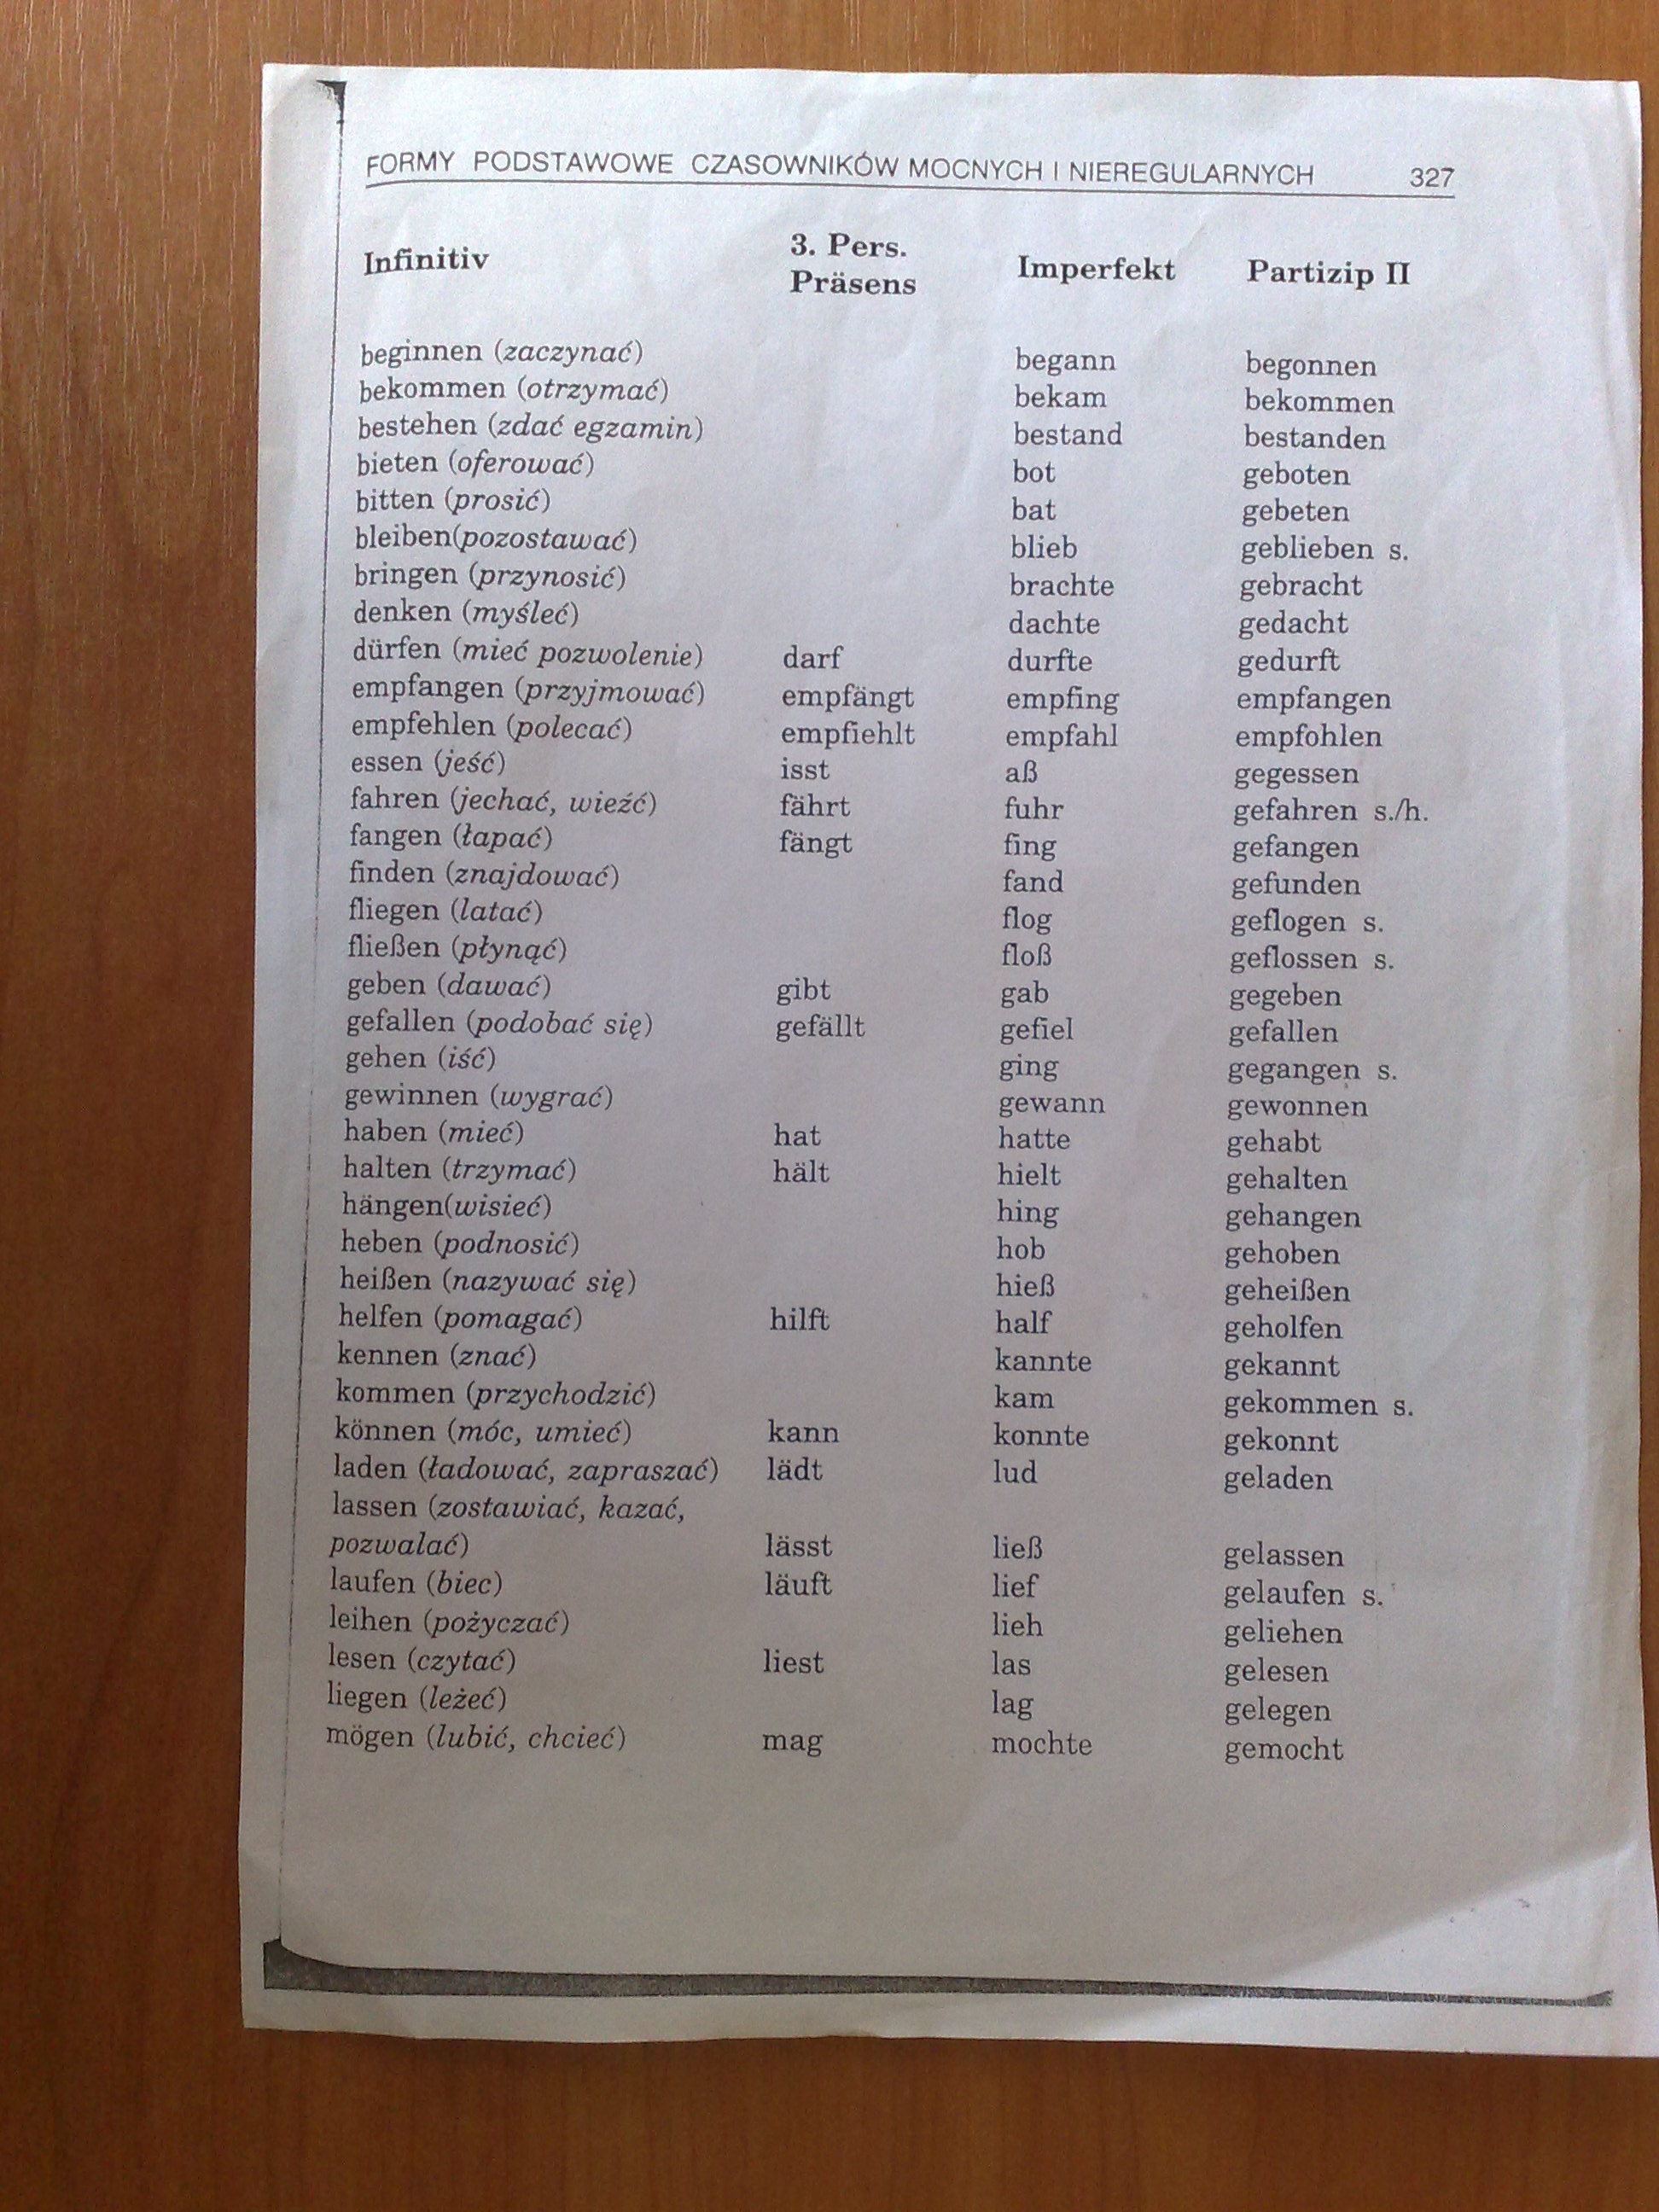 FORMY PODSTAWOWE CZASOWNIKÓW MOCNYCH I NIEREGULARNYCH 327
Infinitiv 3. Pers. Präsens Imperfekt Partizip II
beginnen (zaczynać) begann begonnen
bekommen (otrzymać) bekam bekommen
bestehen (zdać egzamin) bestand bestanden
bieten (oferować) bot geboten
bitten (prosić) bat gebeten
bleiben(pozostawać) blieb geblieben s.
bringen (przynosić) brachte gebracht
denken (myśleć) dachte gedacht
dürfen (mieć pozwolenie) darf durfte gedurft
empfangen (przyjmować) empfängt empfing empfangen
empfehlen (polecać) empfiehlt empfahl empfohlen
essen (jeść) isst aß gegessen
fahren (jechać, wieźć) fährt fuhr gefahren s./h.
fangen (łapać) fängt fing gefangen
finden (znajdować) fand gefunden
fliegen (latać) flog geflogen s.
fließen (płynąć) floß geflossen s.
geben (dawać) gibt gab gegeben
gefallen (podobać się) gefällt gefiel gefallen
gehen (iść) ging gegangen s.
gewinnen (wygrać) gewann gewonnen
haben (mieć) hat hatte gehabt
halten (trzymać) hält hielt gehalten
hängen(wisieć) hing gehangen
heben (podnosić) hob gehoben
heißen (nazywać się) hieß geheißen
helfen (pomagać) hilft half geholfen
kennen (znać) kannte gekannt
kommen (przychodzić) kam gekommen s.
können (móc, umieć) kann konnte gekonnt
laden (ładować, zapraszać) lädt lud geladen
lassen (zostawiać, kazać,
pozwalać) lässt ließ gelassen
laufen (biec) läuft lief gelaufen s.
leihen (pożyczać) lieh geliehen
lesen (czytać) liest las gelesen
liegen (leżeć) lag gelegen
mögen (lubić, chcieć) mag mochte gemocht